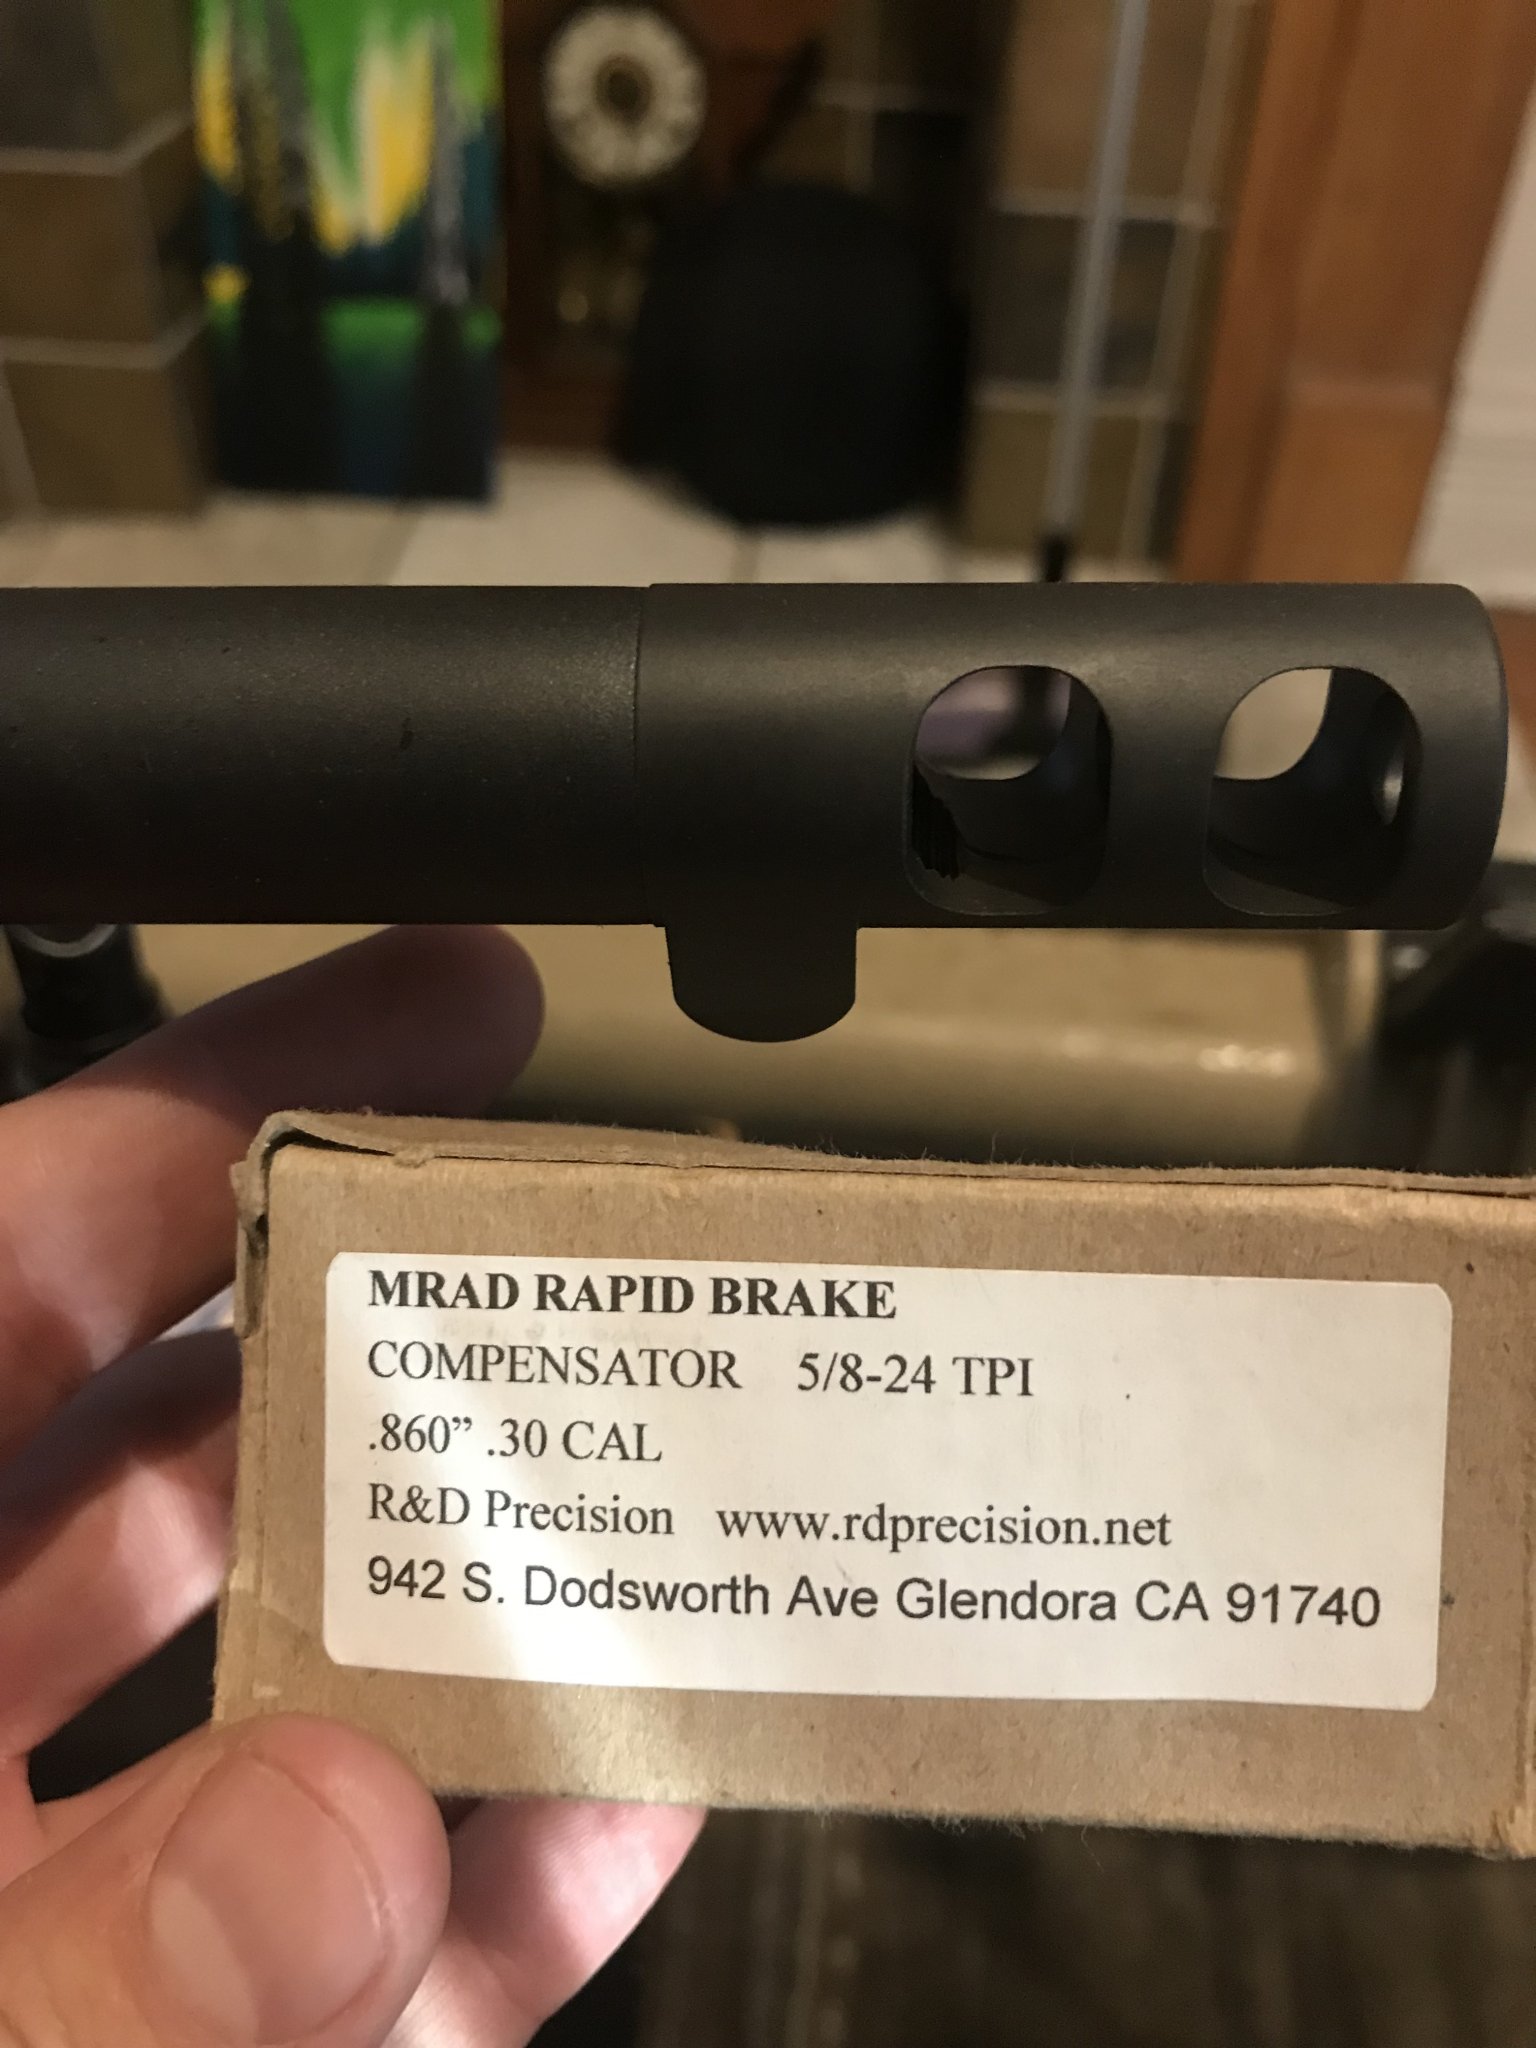 MRAD RAPID BRAKE
COMPENSATOR 5/8-24 TPI
.860” .30 CAL
R&D Precision www.rdprecision.net
942 S. Dodsworth Ave Glendora CA 91740